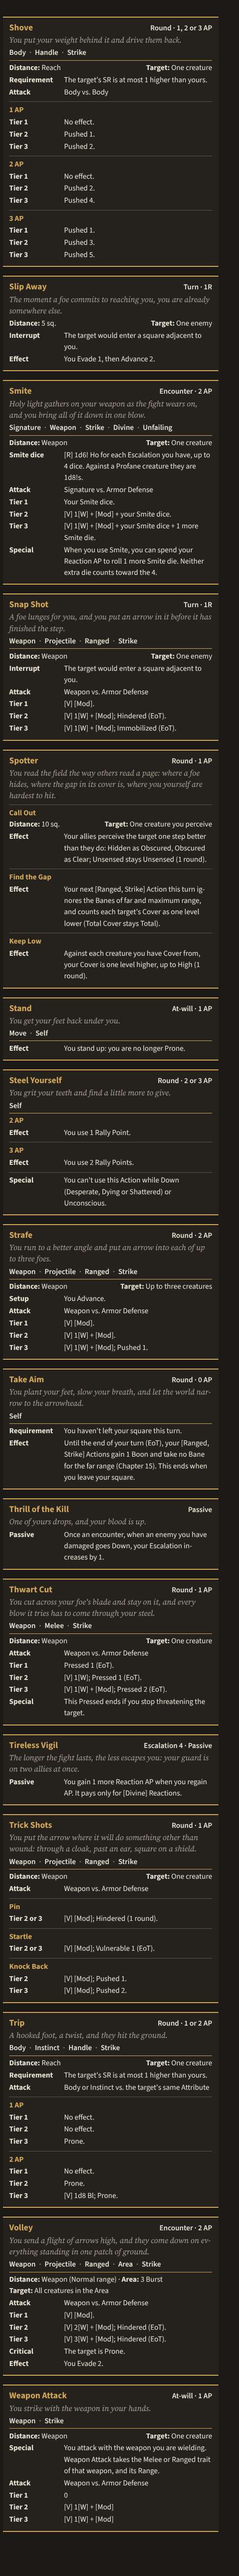 Shove Round · 1, 2 or 3 AP
You put your weight behind it and drive them back.
Body · Handle · Strike
Distance: Reach Target: One creature
Requirement The target's SR is at most 1 higher than yours.
Attack Body vs. Body
1 AP
Tier 1 No effect.
Tier 2 Pushed 1.
Tier 3 Pushed 2.
2 AP
Tier 1 No effect.
Tier 2 Pushed 2.
Tier 3 Pushed 4.
3 AP
Tier 1 Pushed 1.
Tier 2 Pushed 3.
Tier 3 Pushed 5.
Slip Away Turn · 1R
The moment a foe commits to reaching you, you are already
somewhere else.
Distance: 5 sq. Target: One enemy
Interrupt The target would enter a square adjacent to
you.
Effect You Evade 1, then Advance 2.
Smite Encounter · 2 AP
Holy light gathers on your weapon as the fight wears on,
and you bring all of it down in one blow.
Signature · Weapon · Strike · Divine · Unfailing
Distance: Weapon Target: One creature
Smite dice [R] 1d6! Ho for each Escalation you have, up to
4 dice. Against a Profane creature they are
1d8!s.
Attack Signature vs. Armor Defense
Tier 1 Your Smite dice.
Tier 2 [V] 1[W] + [Mod] + your Smite dice.
Tier 3 [V] 1[W] + [Mod] + your Smite dice + 1 more
Smite die.
Special When you use Smite, you can spend your
Reaction AP to roll 1 more Smite die. Neither
extra die counts toward the 4.
Snap Shot Turn · 1R
A foe lunges for you, and you put an arrow in it before it has
finished the step.
Weapon · Projectile · Ranged · Strike
Distance: Weapon Target: One enemy
Interrupt The target would enter a square adjacent to
you.
Attack Weapon vs. Armor Defense
Tier 1 [V] [Mod].
Tier 2 [V] 1[W] + [Mod]; Hindered (EoT).
Tier 3 [V] 1[W] + [Mod]; Immobilized (EoT).
Spotter Round · 1 AP
You read the field the way others read a page: where a foe
hides, where the gap in its cover is, where you yourself are
hardest to hit.
Call Out
Distance: 10 sq. Target: One creature you perceive
Effect Your allies perceive the target one step better
than they do: Hidden as Obscured, Obscured
as Clear; Unsensed stays Unsensed (1 round).
Find the Gap
Effect Your next [Ranged, Strike] Action this turn ig-
nores the Banes of far and maximum range,
and counts each target's Cover as one level
lower (Total Cover stays Total).
Keep Low
Effect Against each creature you have Cover from,
your Cover is one level higher, up to High (1
round).
Stand At-will · 1 AP
You get your feet back under you.
Move · Self
Effect You stand up: you are no longer Prone.
Steel Yourself Round · 2 or 3 AP
You grit your teeth and find a little more to give.
Self
2 AP
Effect You use 1 Rally Point.
3 AP
Effect You use 2 Rally Points.
Special You can't use this Action while Down
(Desperate, Dying or Shattered) or
Unconscious.
Strafe Round · 2 AP
You run to a better angle and put an arrow into each of up
to three foes.
Weapon · Projectile · Ranged · Strike
Distance: Weapon Target: Up to three creatures
Setup You Advance.
Attack Weapon vs. Armor Defense
Tier 1 [V] [Mod].
Tier 2 [V] 1[W] + [Mod].
Tier 3 [V] 1[W] + [Mod]; Pushed 1.
Take Aim Round · 0 AP
You plant your feet, slow your breath, and let the world nar-
row to the arrowhead.
Self
Requirement You haven't left your square this turn.
Effect Until the end of your turn (EoT), your [Ranged,
Strike] Actions gain 1 Boon and take no Bane
for the far range (Chapter 15). This ends when
you leave your square.
Thrill of the Kill Passive
One of yours drops, and your blood is up.
Passive Once an encounter, when an enemy you have
damaged goes Down, your Escalation in-
creases by 1.
Thwart Cut Round · 1 AP
You cut across your foe's blade and stay on it, and every
blow it tries has to come through your steel.
Weapon · Melee · Strike
Distance: Weapon Target: One creature
Attack Weapon vs. Armor Defense
Tier 1 Pressed 1 (EoT).
Tier 2 [V] 1[W]; Pressed 1 (EoT).
Tier 3 [V] 1[W] + [Mod]; Pressed 2 (EoT).
Special This Pressed ends if you stop threatening the
target.
Tireless Vigil Escalation 4 · Passive
The longer the fight lasts, the less escapes you: your guard is
on two allies at once.
Passive You gain 1 more Reaction AP when you regain
AP. It pays only for [Divine] Reactions.
Trick Shots Round · 1 AP
You put the arrow where it will do something other than
wound: through a cloak, past an ear, square on a shield.
Weapon · Projectile · Ranged · Strike
Distance: Weapon Target: One creature
Attack Weapon vs. Armor Defense
Pin
Tier 2 or 3 [V] [Mod]; Hindered (1 round).
Startle
Tier 2 or 3 [V] [Mod]; Vulnerable 1 (EoT).
Knock Back
Tier 2 [V] [Mod]; Pushed 1.
Tier 3 [V] [Mod]; Pushed 2.
Trip Round · 1 or 2 AP
A hooked foot, a twist, and they hit the ground.
Body · Instinct · Handle · Strike
Distance: Reach Target: One creature
Requirement The target's SR is at most 1 higher than yours.
Attack Body or Instinct vs. the target's same Attribute
1 AP
Tier 1 No effect.
Tier 2 No effect.
Tier 3 Prone.
2 AP
Tier 1 No effect.
Tier 2 Prone.
Tier 3 [V] 1d8 Bl; Prone.
Volley Encounter · 2 AP
You send a flight of arrows high, and they come down on ev-
erything standing in one patch of ground.
Weapon · Projectile · Ranged · Area · Strike
Distance: Weapon (Normal range) · Area: 3 Burst
Target: All creatures in the Area
Attack Weapon vs. Armor Defense
Tier 1 [V] [Mod].
Tier 2 [V] 2[W] + [Mod]; Hindered (EoT).
Tier 3 [V] 3[W] + [Mod]; Hindered (EoT).
Critical The target is Prone.
Effect You Evade 2.
Weapon Attack At-will · 1 AP
You strike with the weapon in your hands.
Weapon · Strike
Distance: Weapon Target: One creature
Special You attack with the weapon you are wielding.
Weapon Attack takes the Melee or Ranged trait
of that weapon, and its Range.
Attack Weapon vs. Armor Defense
Tier 1 0
Tier 2 [V] 1[W] + [Mod]
Tier 3 [V] 1[W] + [Mod]